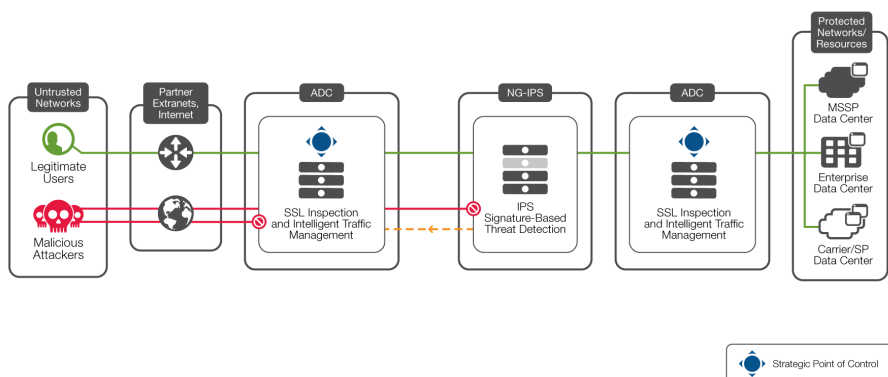 Untrusted
Networks
Legitimate
Users
Malicious
Attackers
Partner
Extranets,
Internet
ADC
SSL Inspection
and Intelligent Traffic
Management
NG-IPS
IPS
Signature-Based
Threat Detection
ADC
SSL Inspection
and Intelligent Traffic
Management
Protected
Networks/
Resources
MSSP
Data Center
Enterprise
Data Center
Carrier/SP
Data Center
Strategic Point of Control